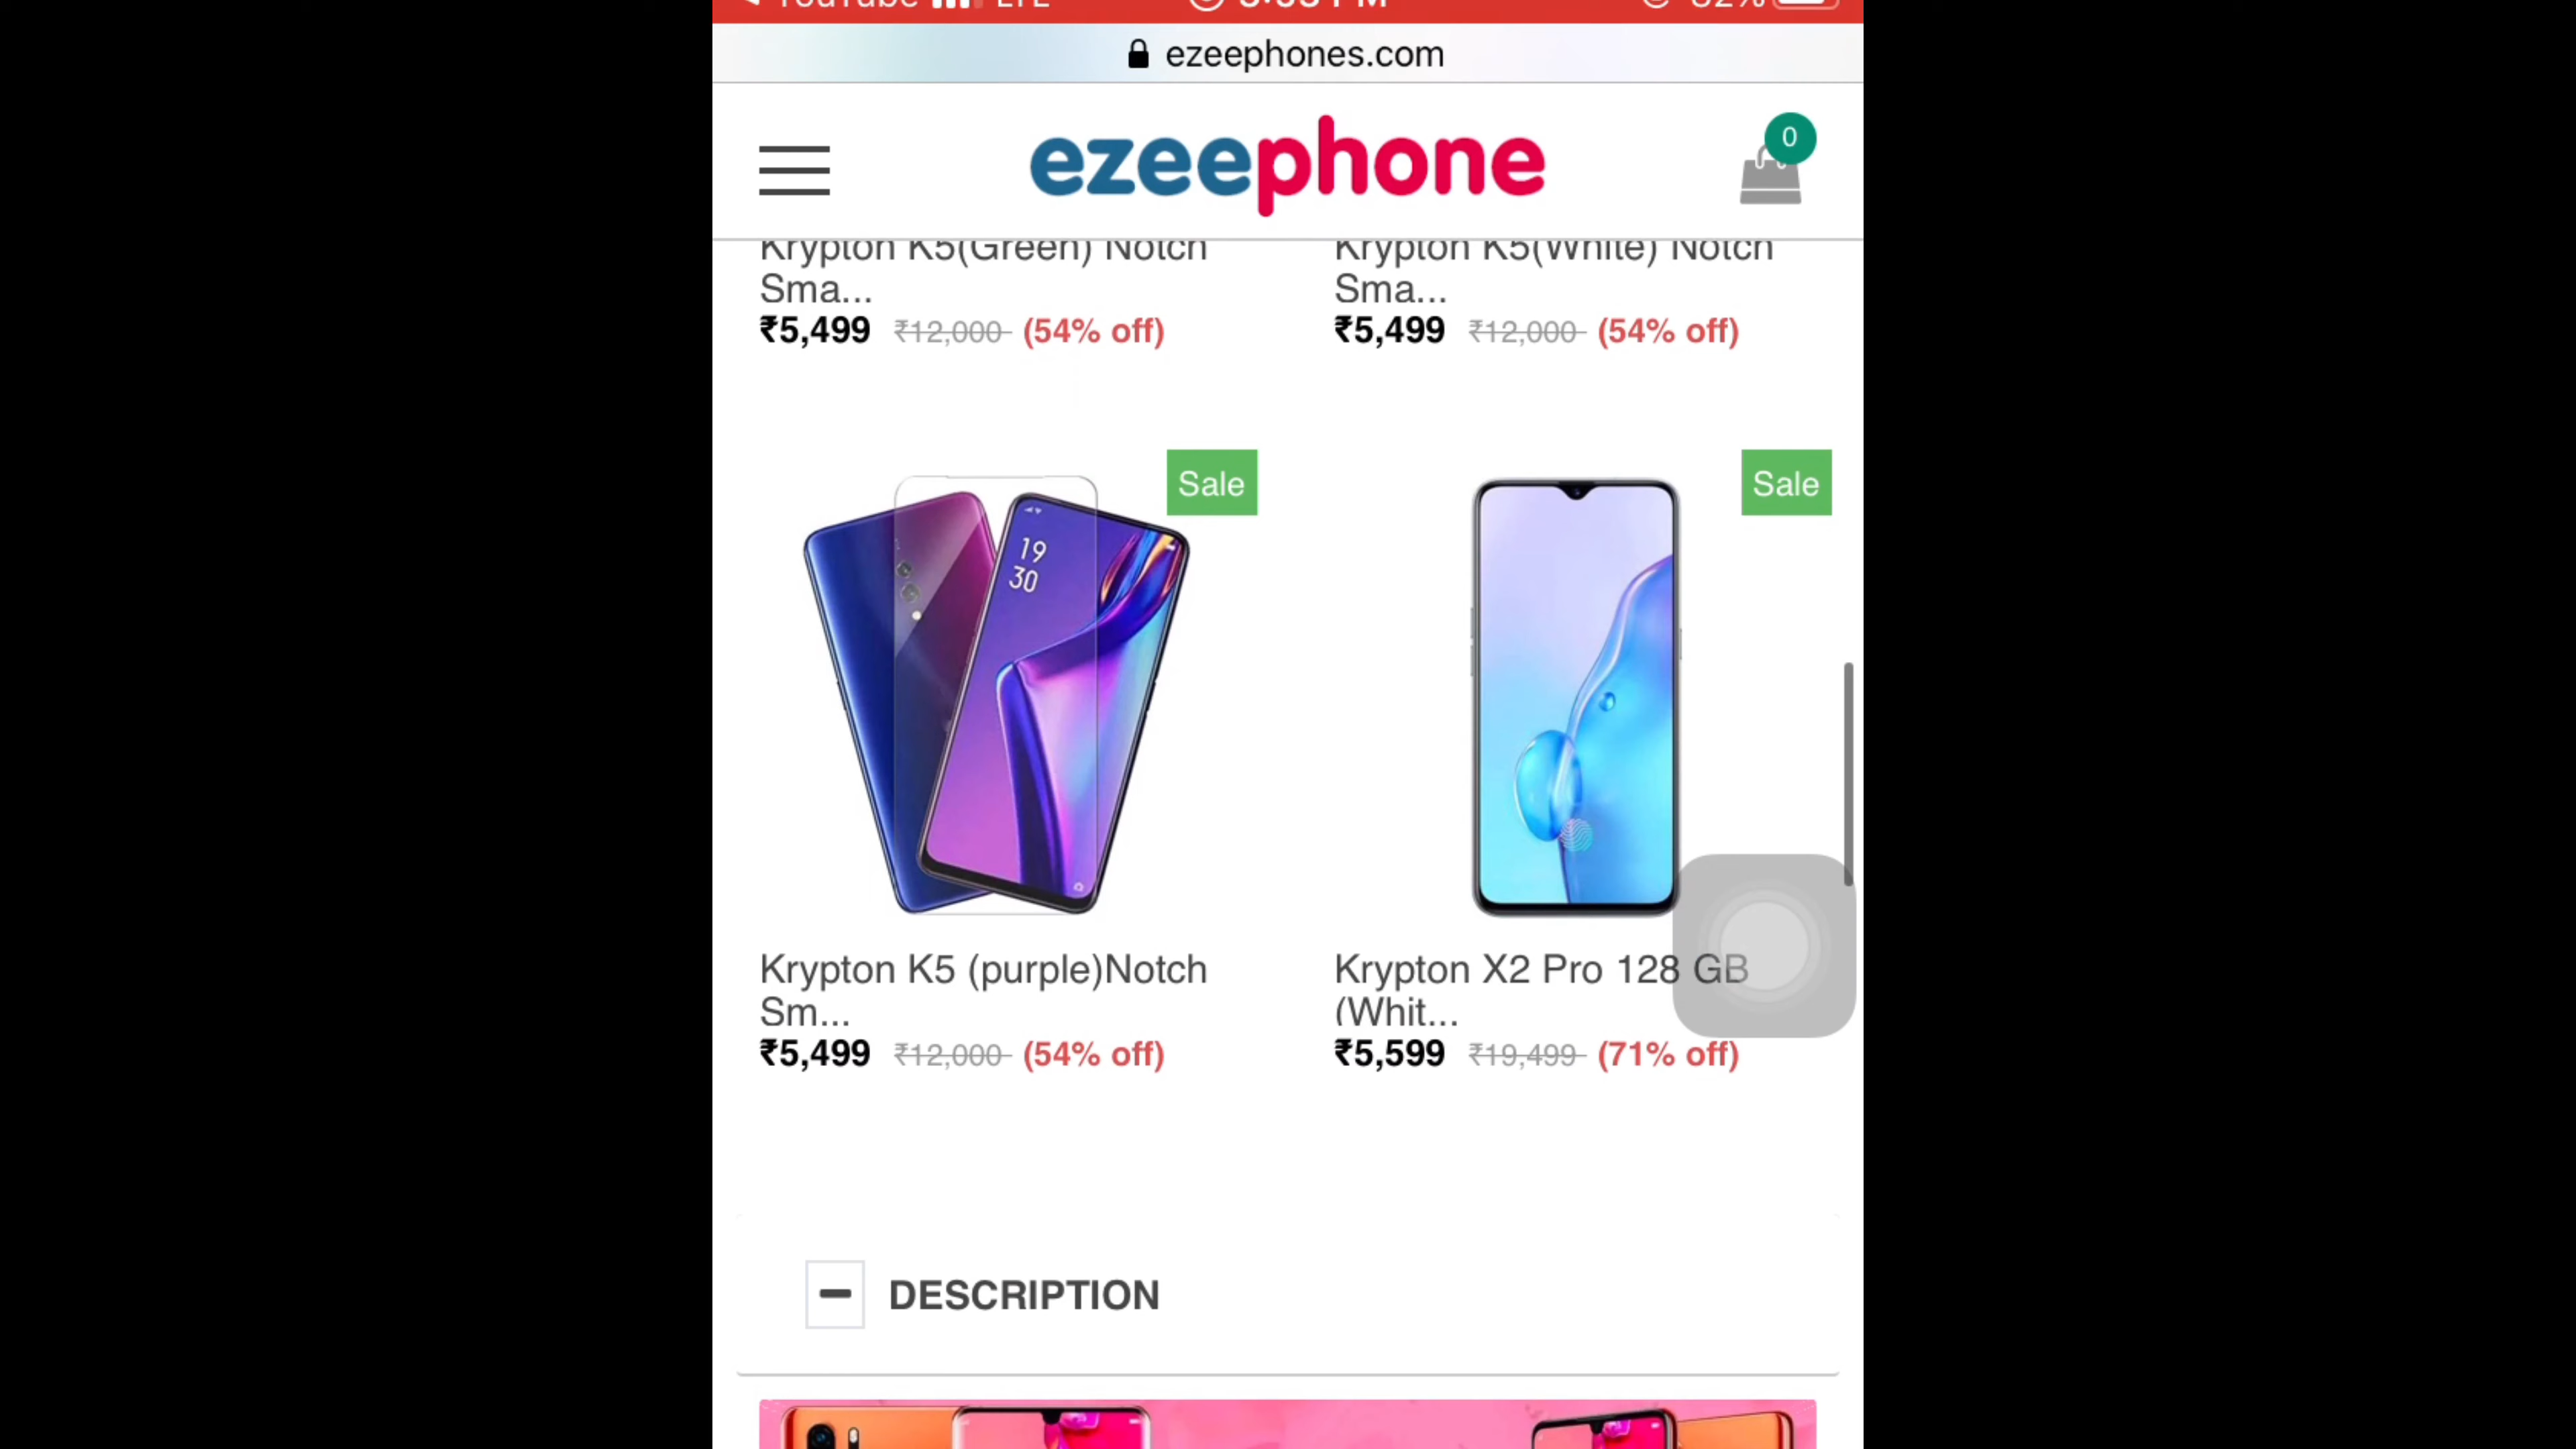 YouTube LTE
ezeephones.com
ezeephone
0
Krypton K5(Green) Notch
Sma...
₹5,499 ₹12,000 (54% off)
Krypton K5(White) Notch
Sma...
₹5,499 ₹12,000 (54% off)
Sale
19
30
Sale
Krypton K5 (purple)Notch
Sm...
₹5,499 ₹12,000 (54% off)
Krypton X2 Pro 128 GB
(Whit...
₹5,599 ₹19,499 (71% off)
DESCRIPTION